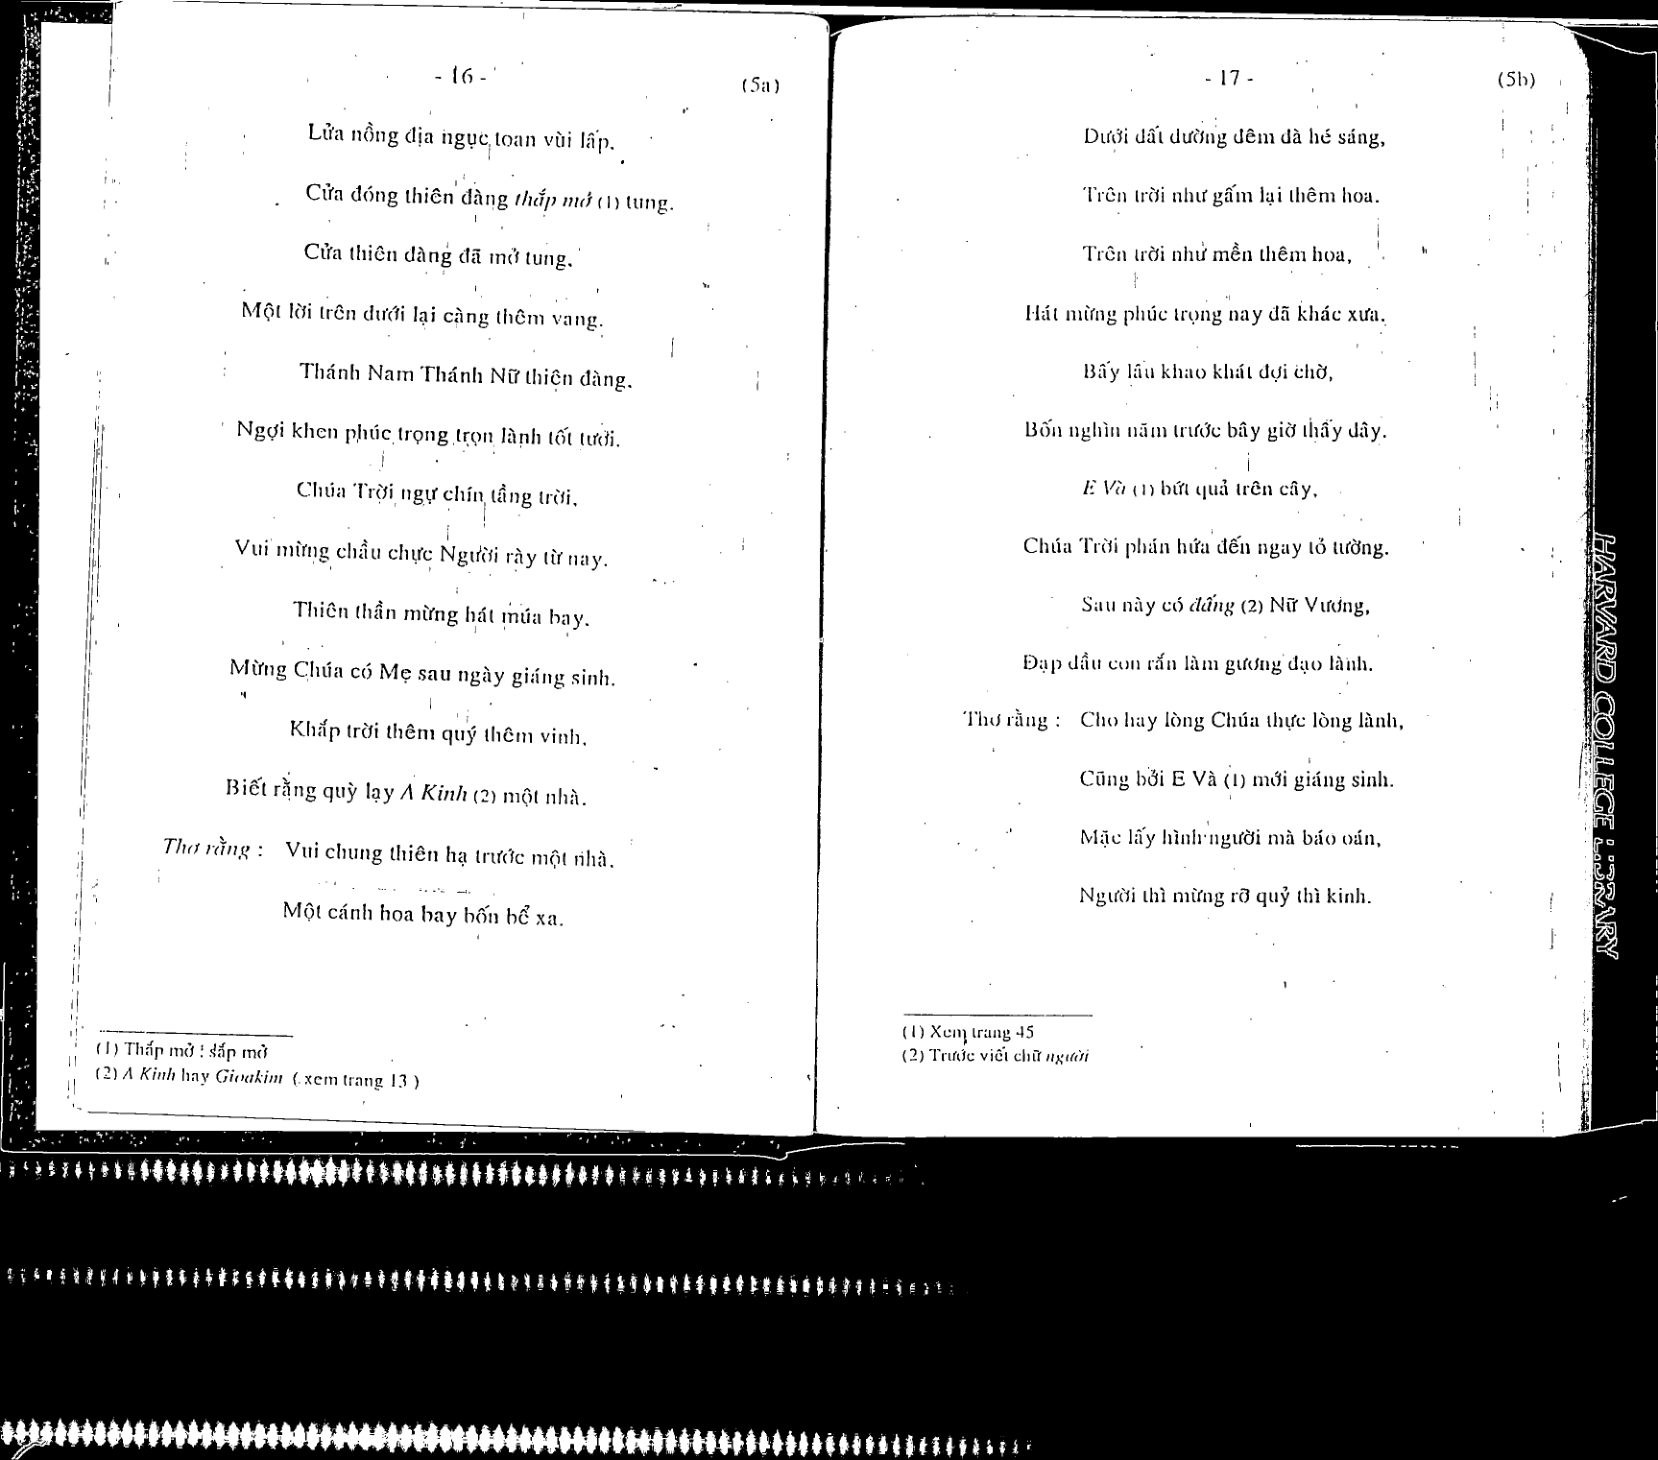 - 16 -
(5a)
Lửa nồng địa ngục toan vùi lấp.
Cửa đóng thiên đàng thắp mở (1) tung.
Cửa thiên đàng đã mở tung,
Một lời trên dưới lại càng thêm vang.
Thánh Nam Thánh Nữ thiên đàng,
Ngợi khen phúc trọng trọn lành tốt tươi.
Chúa Trời ngự chín tầng trời,
Vui mừng chầu chực Người rày từ nay.
Thiên thần mừng hát múa bay,
Mừng Chúa có Mẹ sau ngày giáng sinh.
Khắp trời thêm quý thêm vinh,
Biết rằng quỳ lạy A Kinh (2) một nhà.
Thơ rằng : Vui chung thiên hạ trước một nhà.
Một cánh hoa bay bốn bể xa.
(1) Thắp mở : sắp mở
(2) A Kinh hay Gioakim ( xem trang 13 )
- 17 -
(5b)
Dưới đất dường đêm dà hé sáng,
Trên trời như gấm lại thêm hoa.
Trên trời như mền thêm hoa,
Hát mừng phúc trọng nay đã khác xưa.
Bấy lâu khao khát đợi chờ,
Bốn nghìn năm trước bây giờ thấy đây.
E Và (1) bứt quả trên cây,
Chúa Trời phán hứa đến ngay tỏ tường.
Sau này có đấng (2) Nữ Vương,
Đạp đầu con rắn làm gương đạo lành.
Thơ rằng : Cho hay lòng Chúa thực lòng lành,
Cũng bởi E Và (1) mới giáng sinh.
Mặc lấy hình người mà báo oán,
Người thì mừng rỡ quỷ thì kinh.
(1) Xem trang 45
(2) Trước viết chữ người
HARVARD COLLEGE LIBRARY